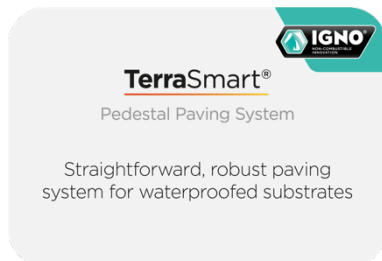 IGNO®
NON-COMBUSTIBLE
INNOVATION
TerraSmart®
Pedestal Paving System
Straightforward, robust paving
system for waterproofed substrates